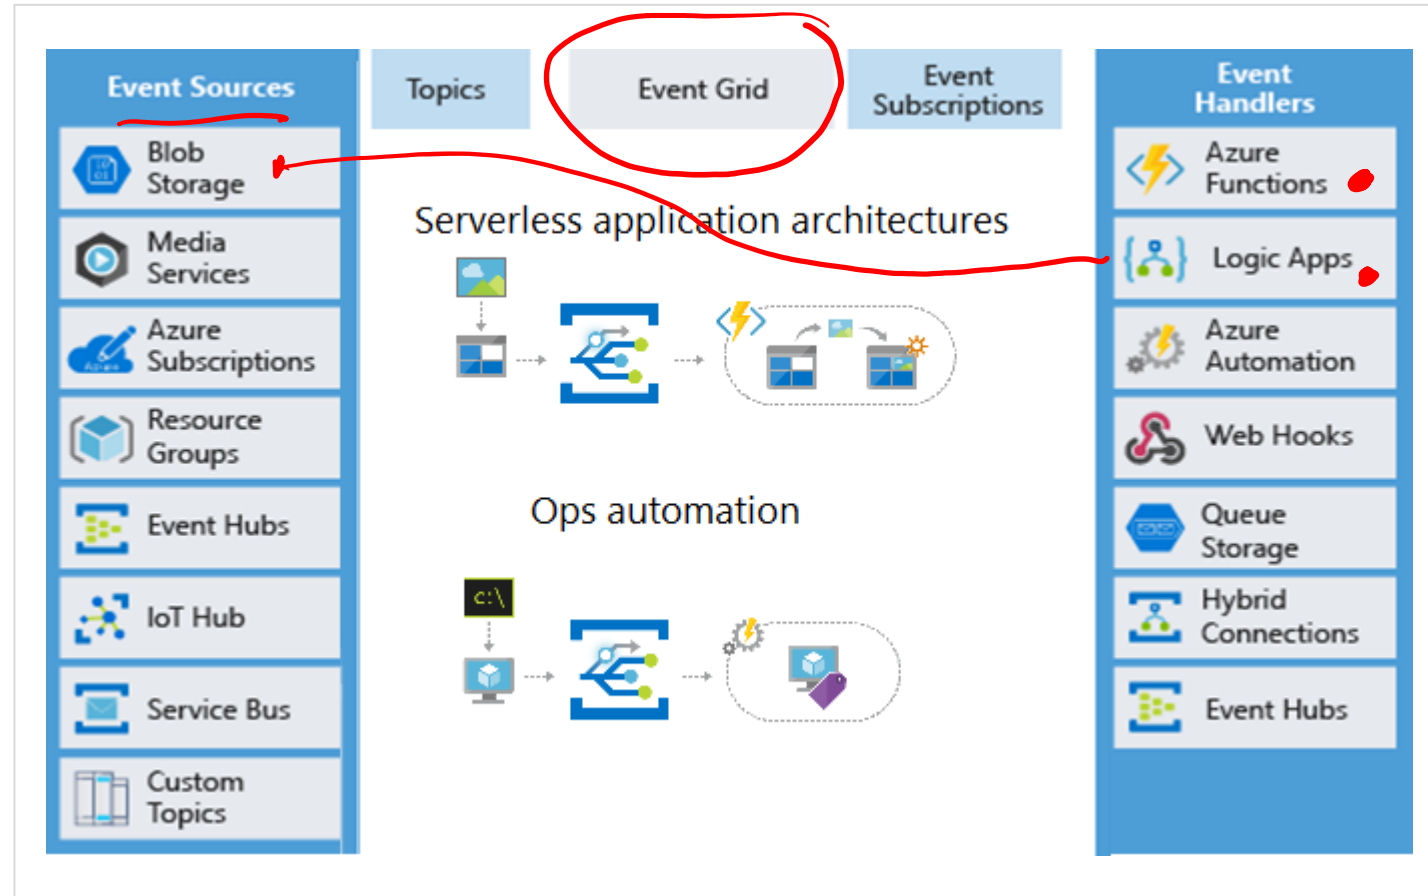 Event Sources
Blob
Storage
Media
Services
Azure
Subscriptions
Resource
Groups
Event Hubs
IoT Hub
Service Bus
Custom
Topics
Topics
Event Grid
Event
Subscriptions
Serverless application architectures
Ops automation
c:\
Event
Handlers
Azure
Functions
Logic Apps
Azure
Automation
Web Hooks
Queue
Storage
Hybrid
Connections
Event Hubs